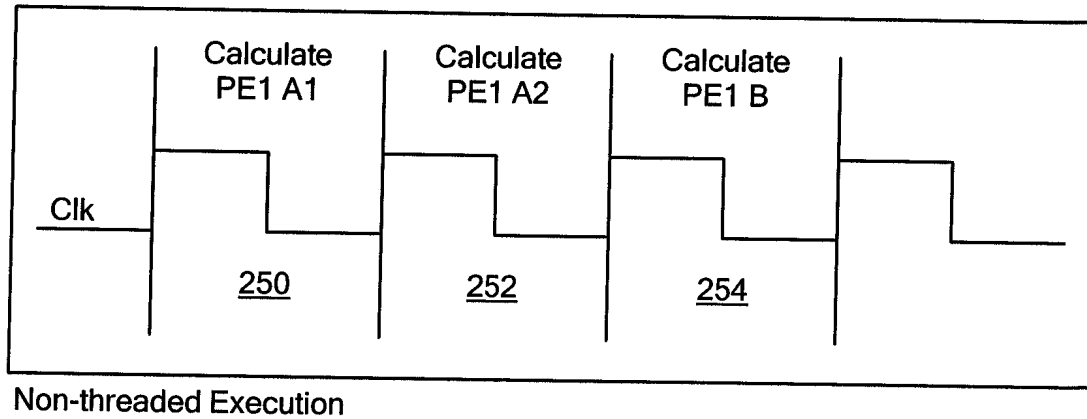 Calculate
PE1 A1
Calculate
PE1 A2
Calculate
PE1 B
Clk
250
252
254
Non-threaded Execution